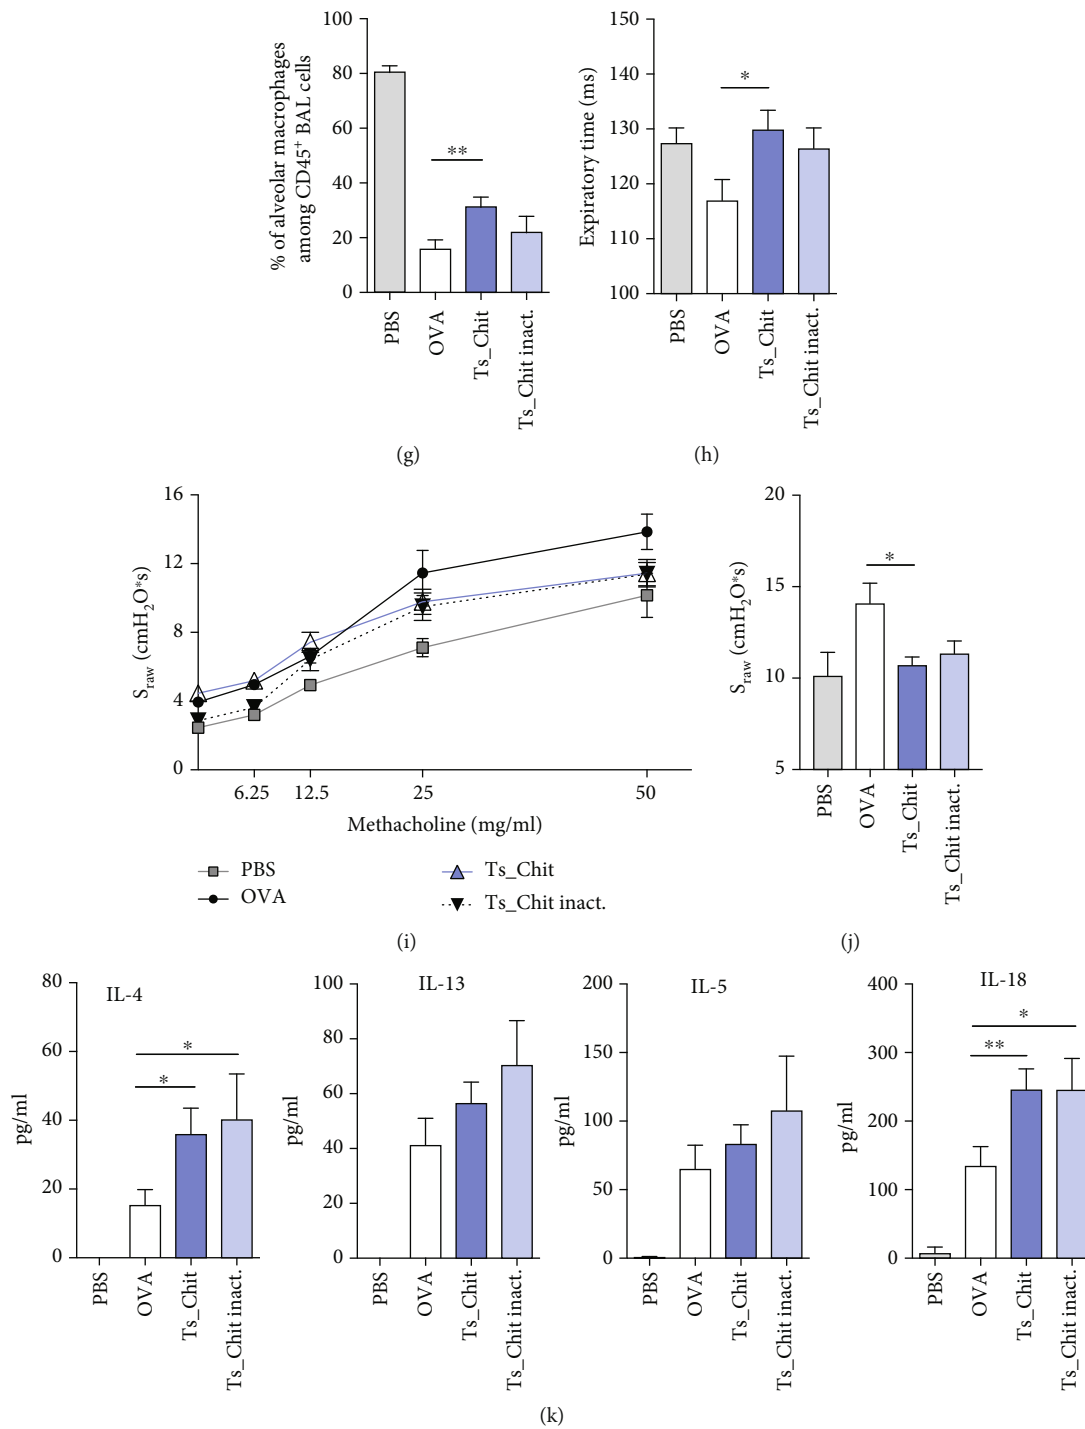 % of alveolar macrophages
among CD45⁺ BAL cells
100
80
60
40
20
0
**
PBS
OVA
Ts_Chit
Ts_Chit inact.
(g)
Expiratory time (ms)
150
140
130
120
110
100
*
PBS
OVA
Ts_Chit
Ts_Chit inact.
(h)
S_raw (cmH₂O*s)
16
12
8
4
0
6.25
12.5
25
50
Methacholine (mg/ml)
PBS
OVA
Ts_Chit
Ts_Chit inact.
(i)
S_raw (cmH₂O*s)
20
15
10
5
*
PBS
OVA
Ts_Chit
Ts_Chit inact.
(j)
IL-4
pg/ml
80
60
40
20
0
*
*
PBS
OVA
Ts_Chit
Ts_Chit inact.
IL-13
pg/ml
100
80
60
40
20
0
PBS
OVA
Ts_Chit
Ts_Chit inact.
IL-5
pg/ml
200
150
100
50
0
PBS
OVA
Ts_Chit
Ts_Chit inact.
IL-18
pg/ml
400
300
200
100
0
*
**
PBS
OVA
Ts_Chit
Ts_Chit inact.
(k)